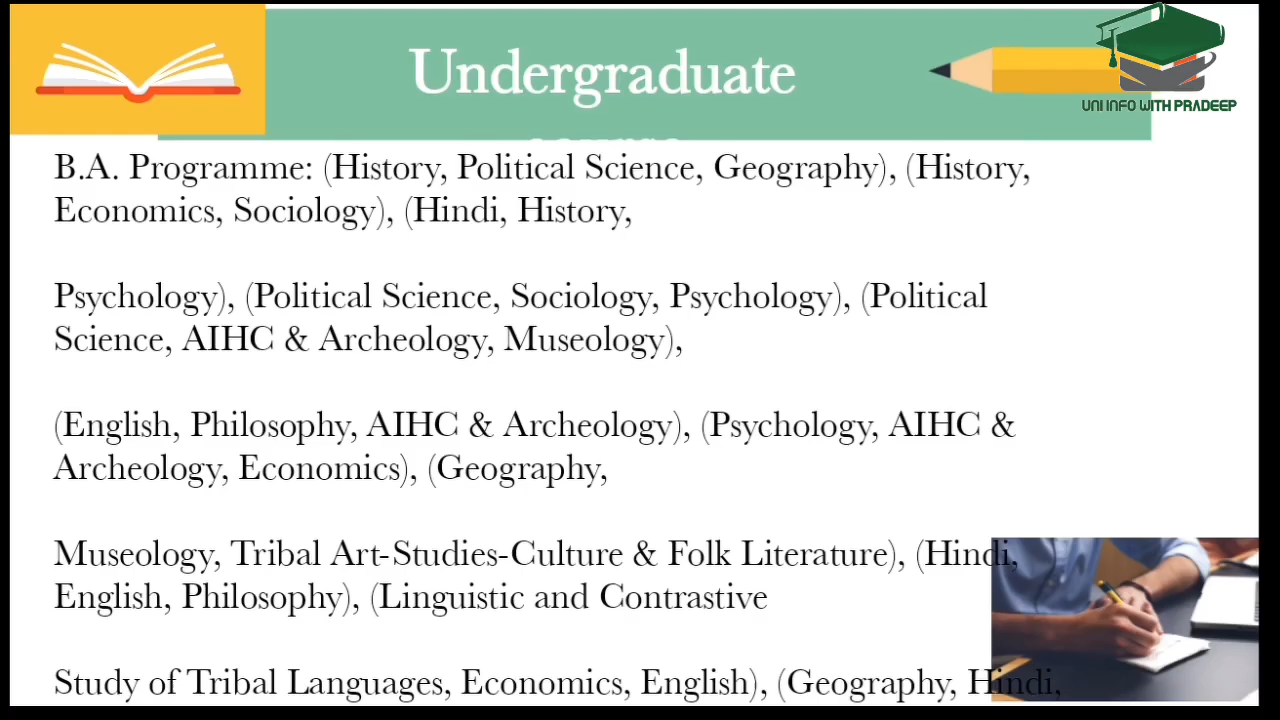 Undergraduate
UNI INFO WITH PRADEEP
course
B.A. Programme: (History, Political Science, Geography), (History,
Economics, Sociology), (Hindi, History,
Psychology), (Political Science, Sociology, Psychology), (Political
Science, AIHC & Archeology, Museology),
(English, Philosophy, AIHC & Archeology), (Psychology, AIHC &
Archeology, Economics), (Geography,
Museology, Tribal Art-Studies-Culture & Folk Literature), (Hindi,
English, Philosophy), (Linguistic and Contrastive
Study of Tribal Languages, Economics, English), (Geography, Hindi,